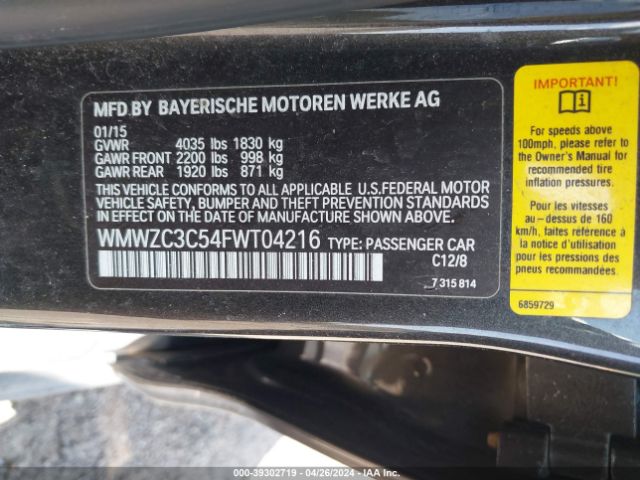 MFD.BY BAYERISCHE MOTOREN WERKE AG
01/15
GVWR 4035 lbs 1830 kg
GAWR FRONT 2200 lbs 998 kg
GAWR REAR 1920 lbs 871 kg
THIS VEHICLE CONFORMS TO ALL APPLICABLE U.S.FEDERAL MOTOR
VEHICLE SAFETY, BUMPER AND THEFT PREVENTION STANDARDS
IN EFFECT ON THE DATE OF MANUFACTURE SHOWN ABOVE.
WMWZC3C54FWT04216 TYPE: PASSENGER CAR
C12/8
7 315 814
IMPORTANT!
For speeds above
100mph, please refer to
the Owner's Manual for
recommended tire
inflation pressures.
Pour les vitesses
au-dessus de 160
km/h, faites référence à
la notice d'utilisation
pour les pressions des
pneus recommandées.
6859729
000-39302719 - 04/26/2024 - IAA Inc.